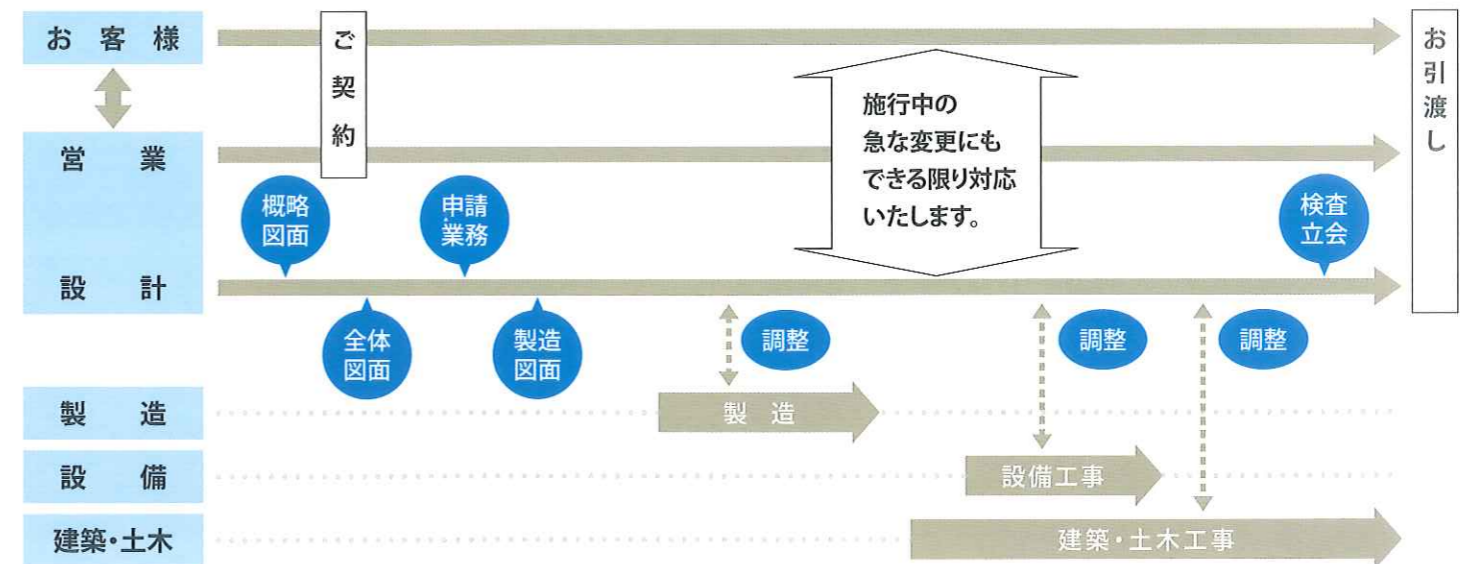 お客様
ご契約
お引渡し
施行中の
急な変更にも
できる限り対応
いたします。
営業
概略
図面
申請
業務
検査
立会
設計
全体
図面
製造
図面
調整
調整
調整
製造
製造
設備
設備工事
建築・土木
建築・土木工事